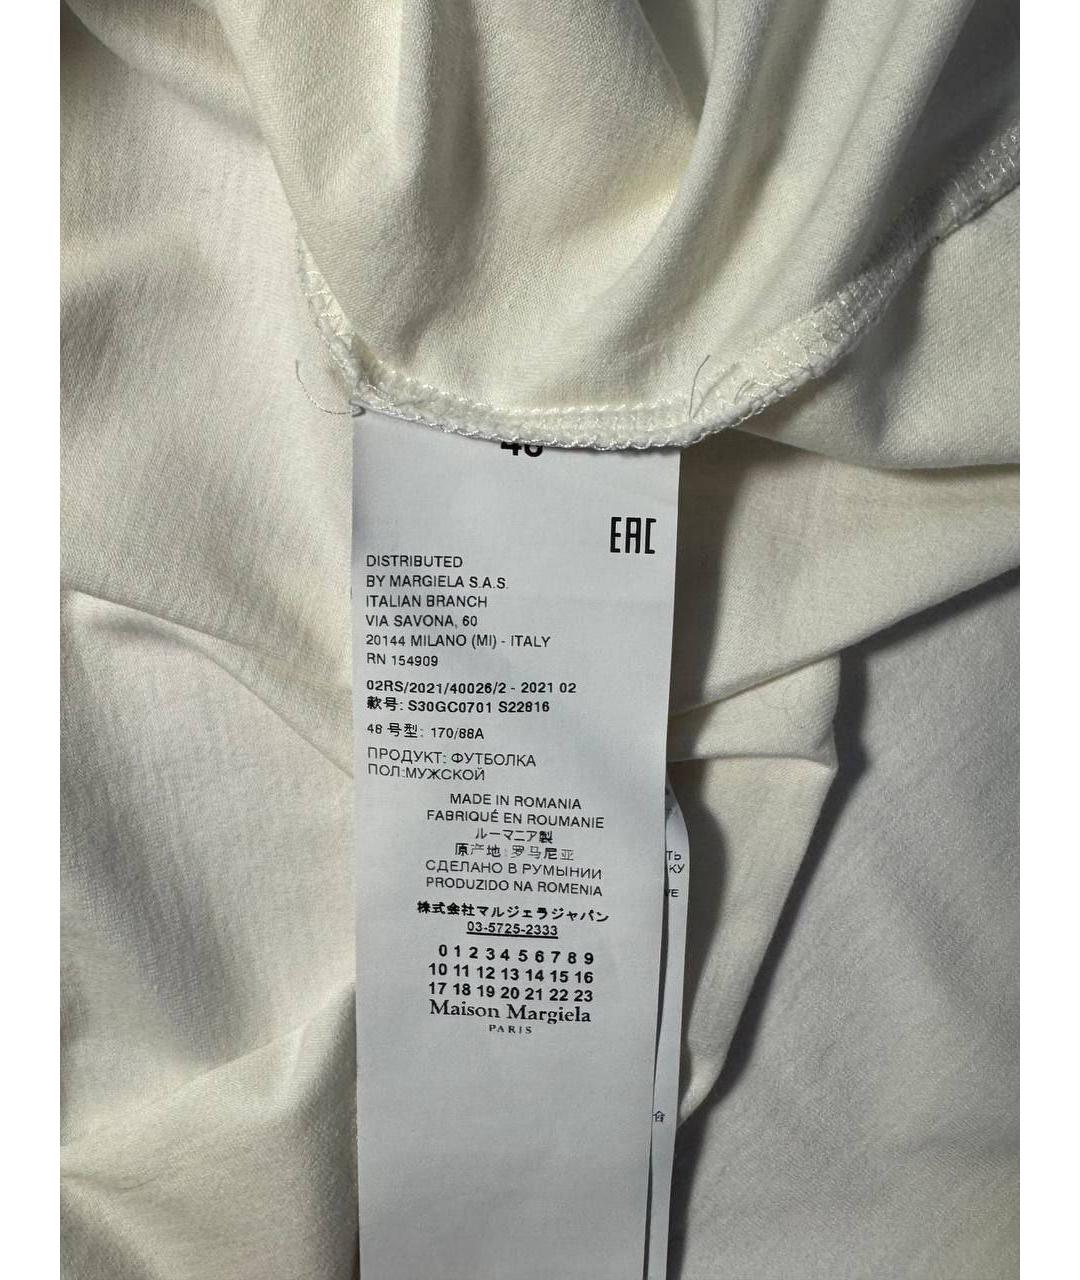 48
EAC
DISTRIBUTED
BY MARGIELA S.A.S.
ITALIAN BRANCH
VIA SAVONA, 60
20144 MILANO (MI) - ITALY
RN 154909
02RS/2021/40026/2 - 2021 02
款号: S30GC0701 S22816
48 号型: 170/88A
ПРОДУКТ: ФУТБОЛКА
ПОЛ:МУЖСКОЙ
MADE IN ROMANIA
FABRIQUÉ EN ROUMANIE
ルーマニア製
原产地:罗马尼亚
СДЕЛАНО В РУМЫНИИ
PRODUZIDO NA ROMENIA
株式会社マルジェラジャパン
03-5725-2333
0 1 2 3 4 5 6 7 8 9
10 11 12 13 14 15 16
17 18 19 20 21 22 23
Maison Margiela
PARIS